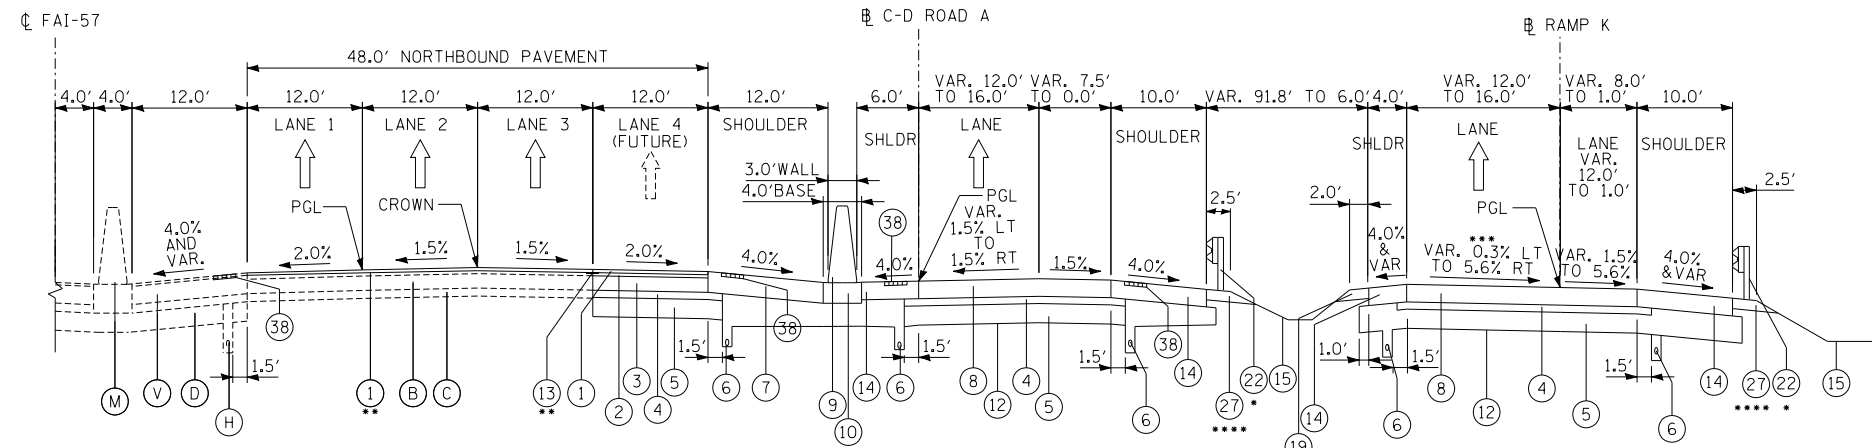 ℄ FAI-57
B̲L C-D ROAD A
B̲L RAMP K
48.0' NORTHBOUND PAVEMENT
4.0' 4.0' 12.0' 12.0' 12.0' 12.0' 12.0' 12.0' 6.0' VAR. 12.0' TO 16.0' VAR. 7.5' TO 0.0' 10.0' VAR. 91.8' TO 6.0' 4.0' VAR. 12.0' TO 16.0' VAR. 8.0' TO 1.0' 10.0'
LANE 1
LANE 2
LANE 3
LANE 4
(FUTURE)
SHOULDER
SHLDR
LANE
SHOULDER
SHLDR
LANE
LANE
VAR.
12.0'
TO 1.0'
SHOULDER
3.0'WALL
4.0'BASE
2.5'
2.0'
2.5'
PGL
CROWN
PGL
PGL
4.0%
AND
VAR.
2.0%
1.5%
1.5%
2.0%
4.0%
38
4.0%
VAR.
1.5% LT
TO
1.5% RT
1.5%
4.0%
4.0%
&
VAR
***
VAR. 0.3% LT
TO 5.6% RT
VAR. 1.5%
TO 5.6%
4.0%
&VAR
38
38
38
1.5'
1.5'
1.5'
1.5'
1.0'
1.5'
1.5'
M V D H 1 B C 13 1 2 3 4 5 6 7 9 10 14 6 8 12 4 5 6 14 27 22 15 19 14 6 8 12 4 5 6 14 27 22 15
** ** **** * **** *